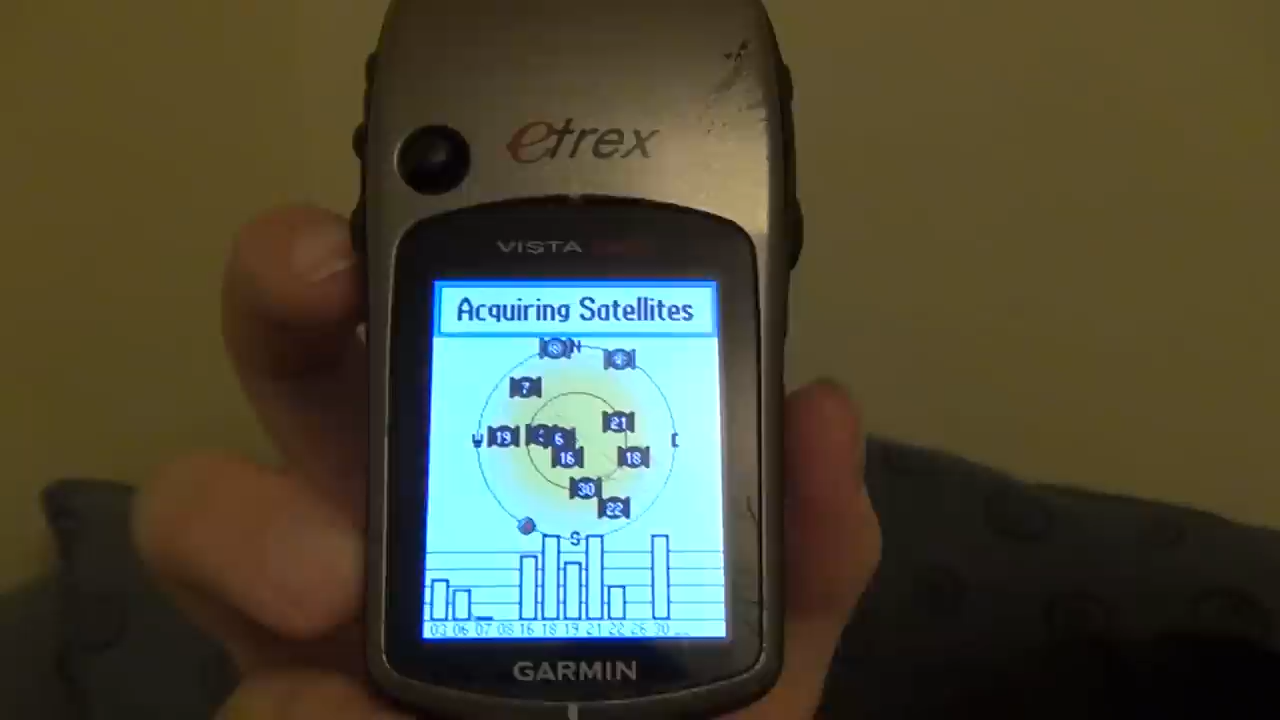 etrex
VISTA
Acquiring Satellites
N
7
21
19
6
16
18
30
22
S
03 06 07 08 16 18 19 21 22 26 30
GARMIN